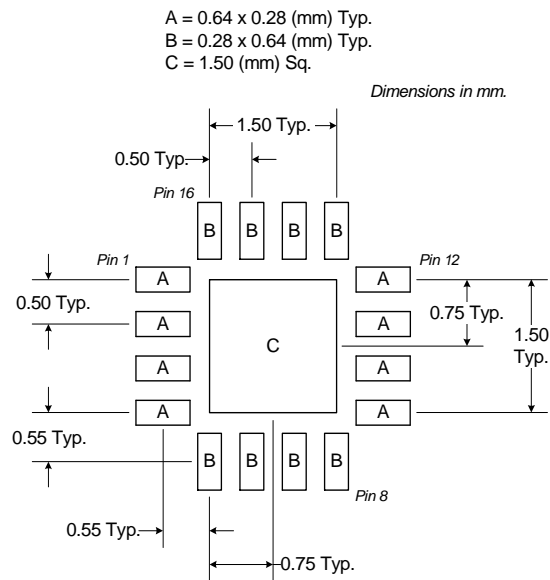 A = 0.64 x 0.28 (mm) Typ.
B = 0.28 x 0.64 (mm) Typ.
C = 1.50 (mm) Sq.
Dimensions in mm.
1.50 Typ.
0.50 Typ.
Pin 16
B B B B
Pin 1
Pin 12
A
A
0.50 Typ.
A
A
0.75 Typ.
1.50
Typ.
C
A
A
A
A
0.55 Typ.
B B B B
Pin 8
0.55 Typ.
0.75 Typ.